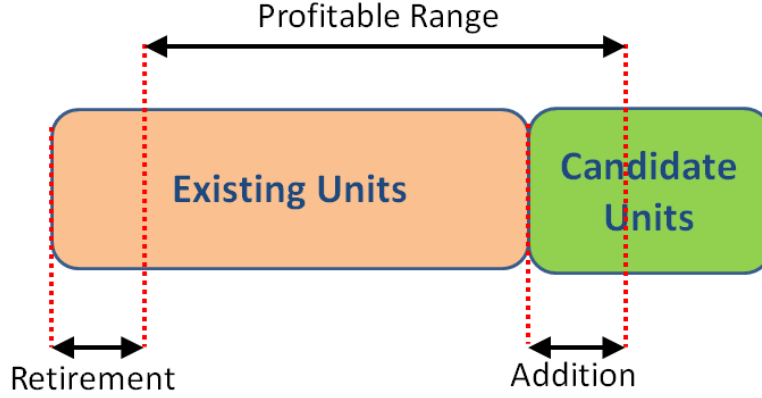 Profitable Range
Existing Units
Candidate
Units
Retirement
Addition